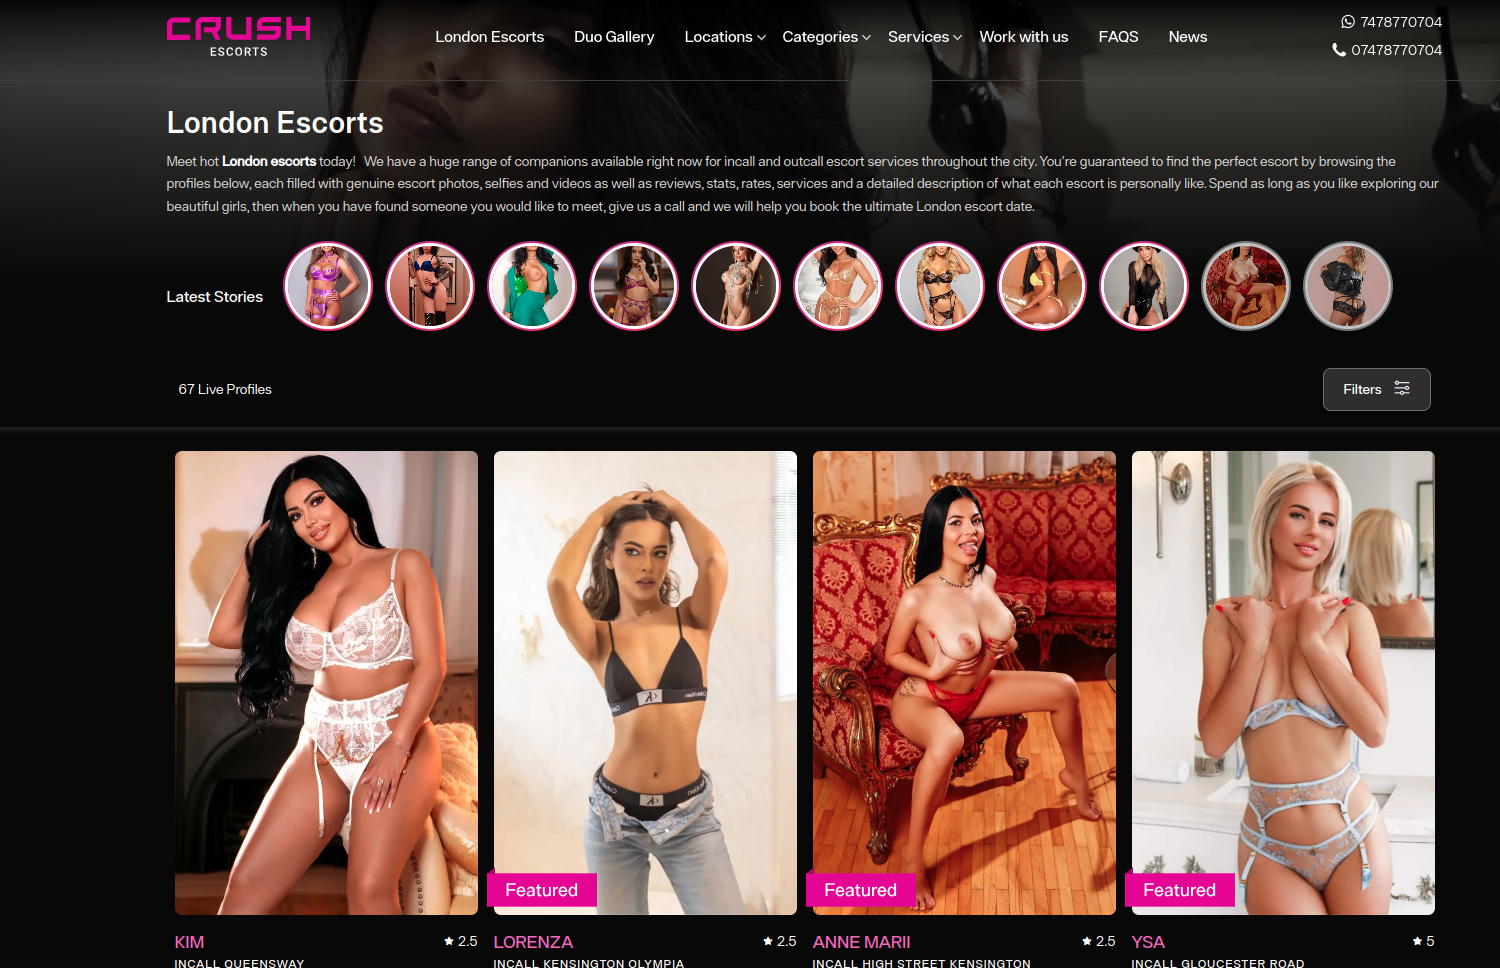 CRUSH
ESCORTS
London Escorts Duo Gallery Locations Categories Services Work with us FAQS News
7478770704
07478770704
London Escorts
Meet hot London escorts today! We have a huge range of companions available right now for incall and outcall escort services throughout the city. You're guaranteed to find the perfect escort by browsing the
profiles below, each filled with genuine escort photos, selfies and videos as well as reviews, stats, rates, services and a detailed description of what each escort is personally like. Spend as long as you like exploring our
beautiful girls, then when you have found someone you would like to meet, give us a call and we will help you book the ultimate London escort date.
Latest Stories
67 Live Profiles
Filters
Featured
Featured
Featured
KIM 2.5
INCALL QUEENSWAY
LORENZA 2.5
INCALL KENSINGTON OLYMPIA
ANNE MARII 2.5
INCALL HIGH STREET KENSINGTON
YSA 5
INCALL GLOUCESTER ROAD